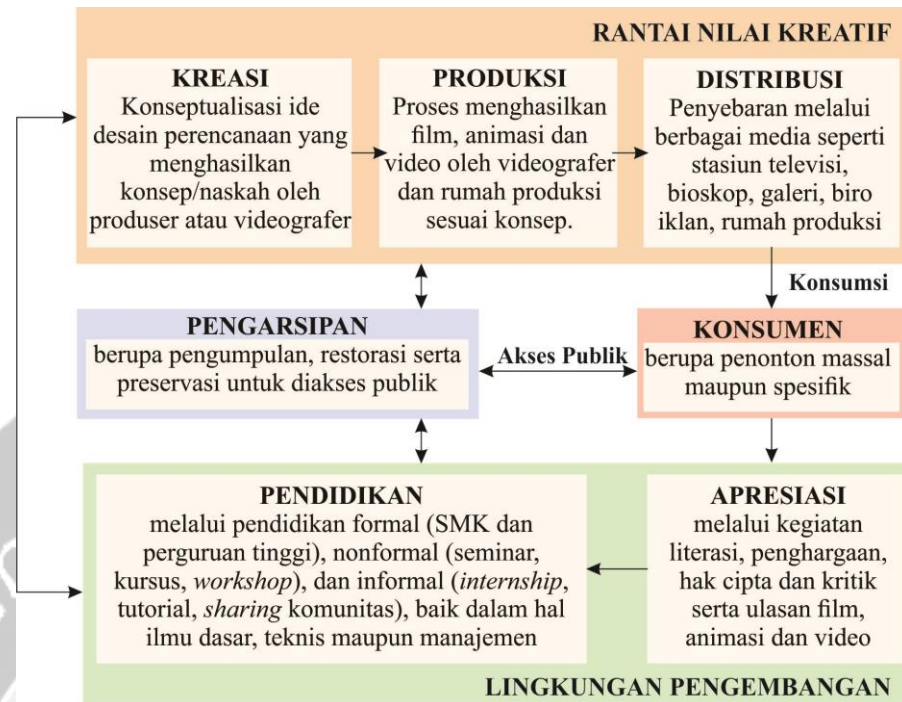 RANTAI NILAI KREATIF
KREASI
Konseptualisasi ide
desain perencanaan yang
menghasilkan
konsep/naskah oleh
produser atau videografer
PRODUKSI
Proses menghasilkan
film, animasi dan
video oleh videografer
dan rumah produksi
sesuai konsep.
DISTRIBUSI
Penyebaran melalui
berbagai media seperti
stasiun televisi,
bioskop, galeri, biro
iklan, rumah produksi
Konsumsi
PENGARSIPAN
berupa pengumpulan, restorasi serta
preservasi untuk diakses publik
Akses Publik
KONSUMEN
berupa penonton massal
maupun spesifik
PENDIDIKAN
melalui pendidikan formal (SMK dan
perguruan tinggi), nonformal (seminar,
kursus, workshop), dan informal (internship,
tutorial, sharing komunitas), baik dalam hal
ilmu dasar, teknis maupun manajemen
APRESIASI
melalui kegiatan
literasi, penghargaan,
hak cipta dan kritik
serta ulasan film,
animasi dan video
LINGKUNGAN PENGEMBANGAN